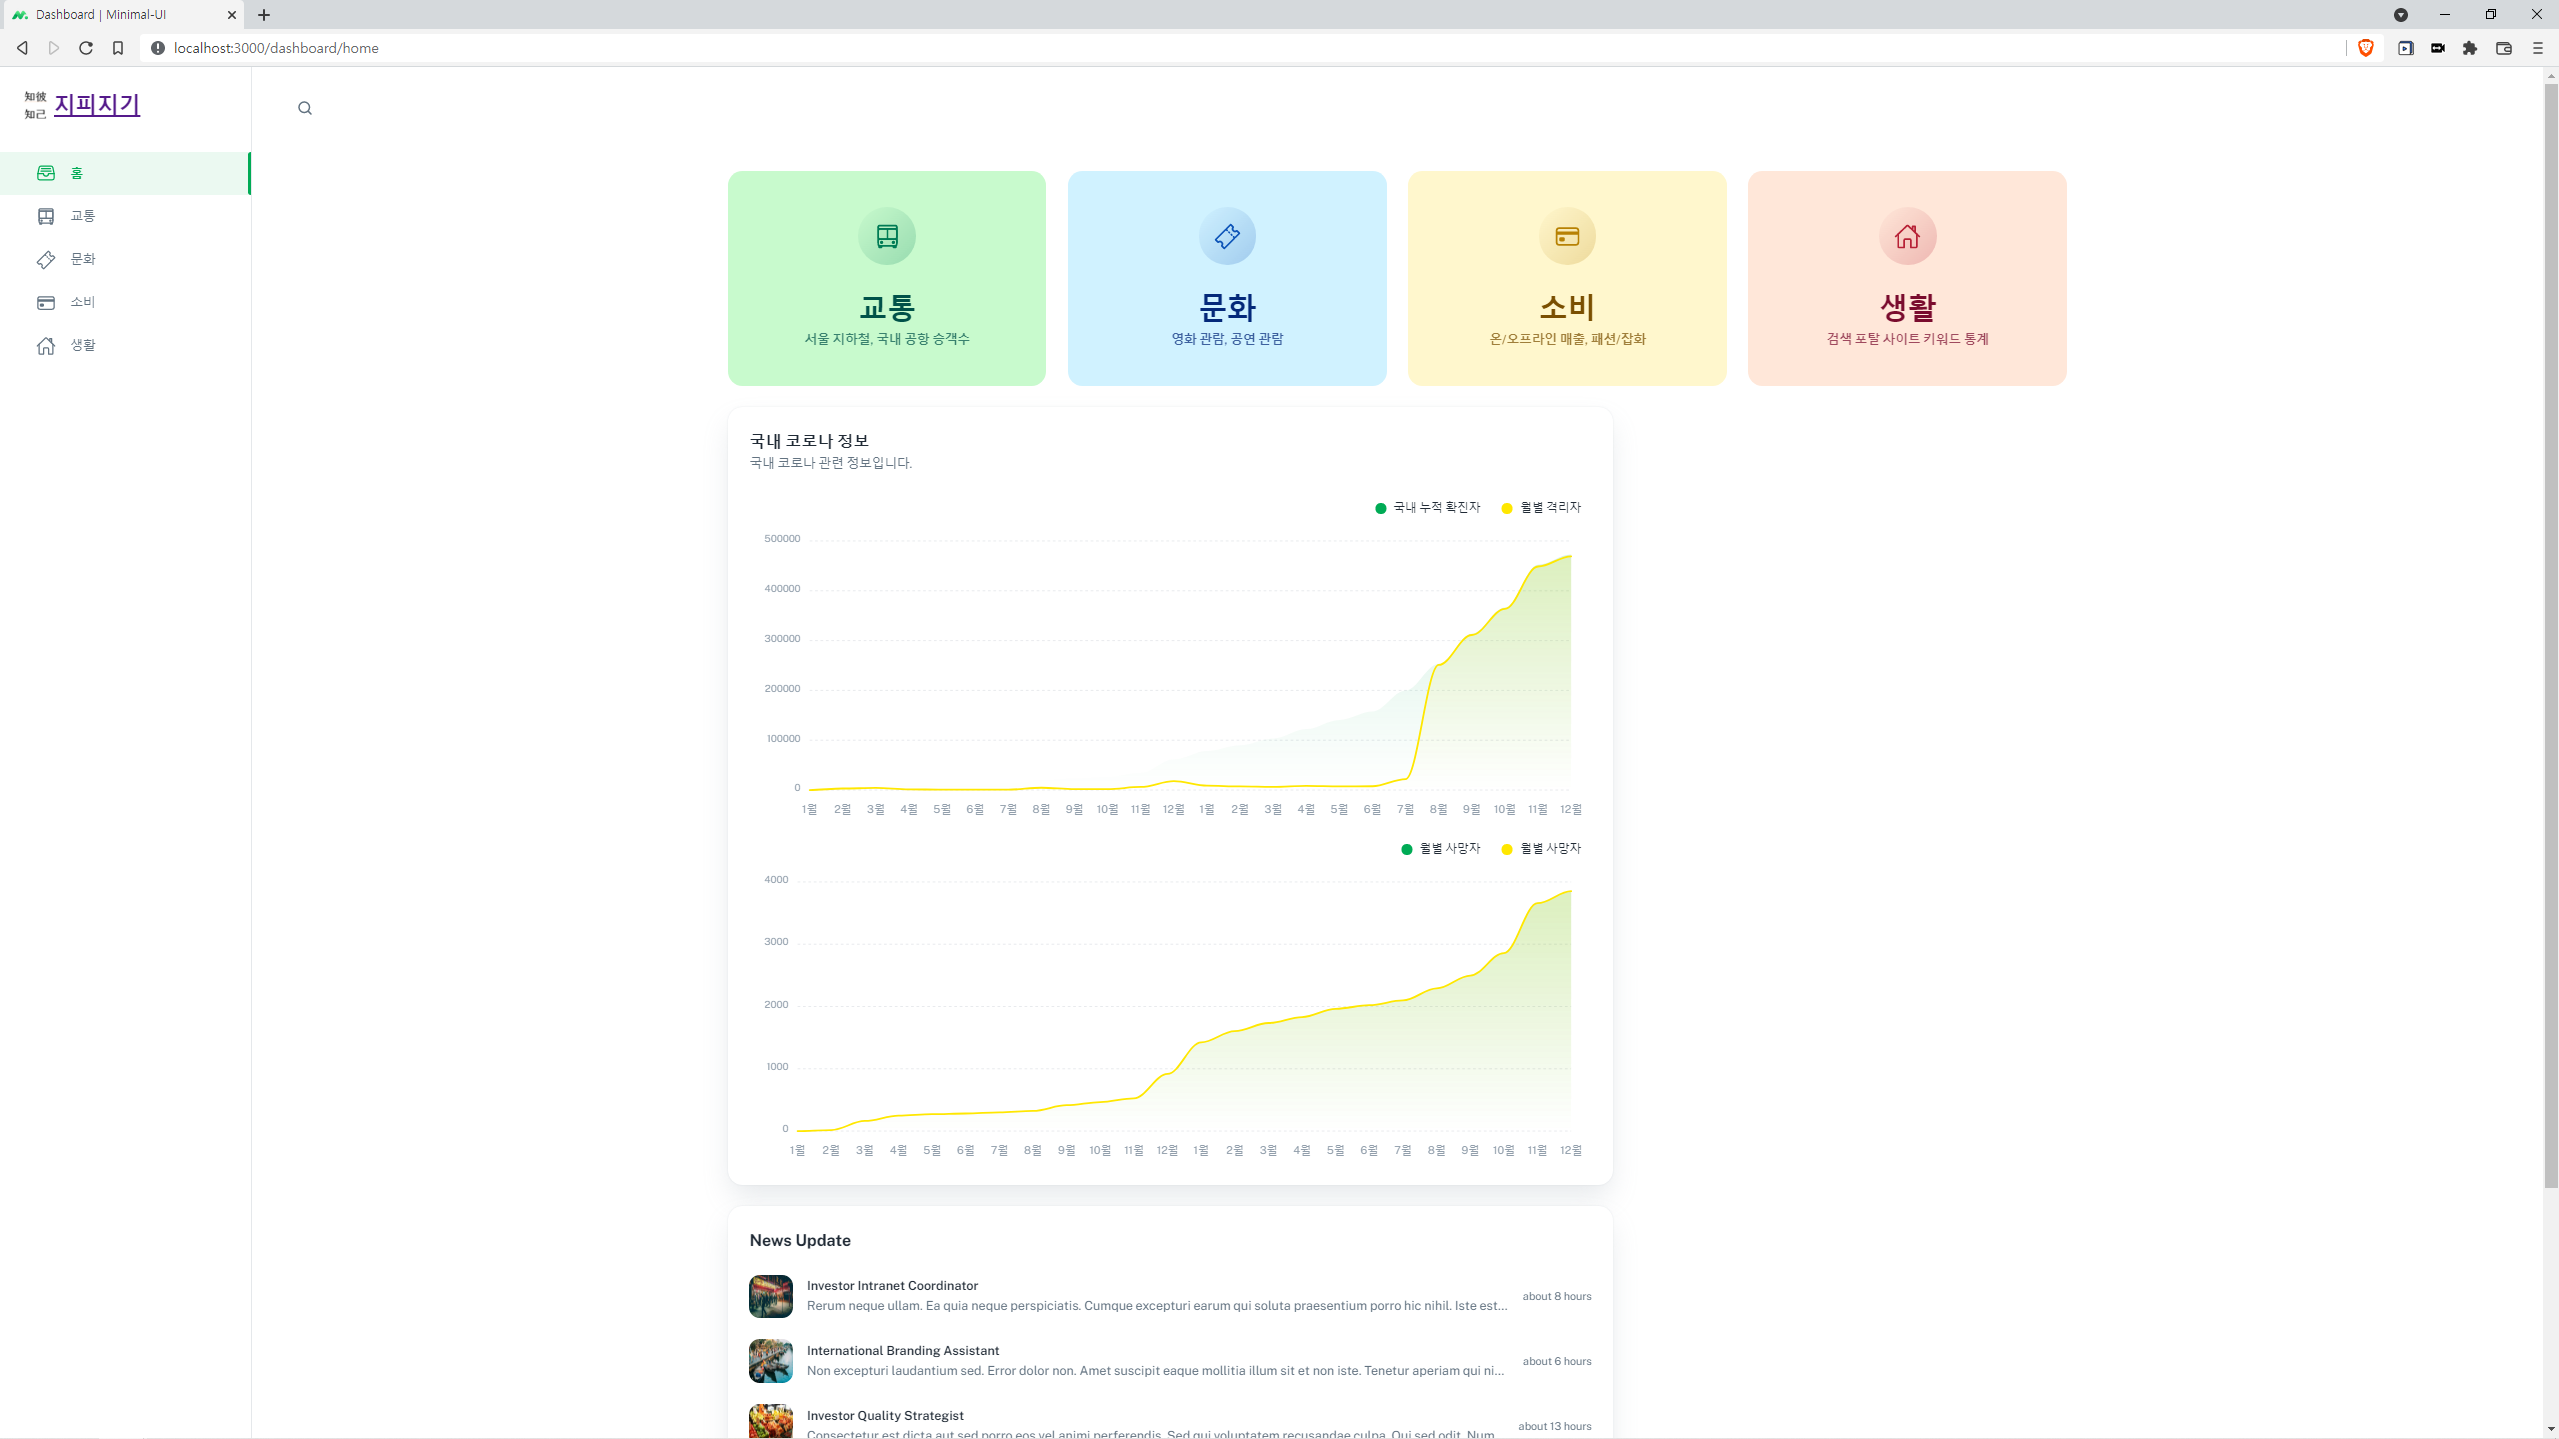 Dashboard | Minimal-UI
localhost:3000/dashboard/home
知彼
知己
지피지기
홈
교통
문화
소비
생활
교통
서울 지하철, 국내 공항 승객수
문화
영화 관람, 공연 관람
소비
온/오프라인 매출, 패션/잡화
생활
검색 포탈 사이트 키워드 통계
국내 코로나 정보
국내 코로나 관련 정보입니다.
국내 누적 확진자 월별 격리자
500000
400000
300000
200000
100000
0
1월 2월 3월 4월 5월 6월 7월 8월 9월 10월 11월 12월 1월 2월 3월 4월 5월 6월 7월 8월 9월 10월 11월 12월
월별 사망자 월별 사망자
4000
3000
2000
1000
0
1월 2월 3월 4월 5월 6월 7월 8월 9월 10월 11월 12월 1월 2월 3월 4월 5월 6월 7월 8월 9월 10월 11월 12월
News Update
Investor Intranet Coordinator
Rerum neque ullam. Ea quia neque perspiciatis. Cumque excepturi earum qui soluta praesentium porro hic nihil. Iste est...
about 8 hours
International Branding Assistant
Non excepturi laudantium sed. Error dolor non. Amet suscipit eaque mollitia illum sit et non iste. Tenetur aperiam qui ni...
about 6 hours
Investor Quality Strategist
Consectetur est dicta aut sed porro eos vel animi perferendis. Sed qui voluptatem recusandae culpa. Qui sed odit. Num...
about 13 hours